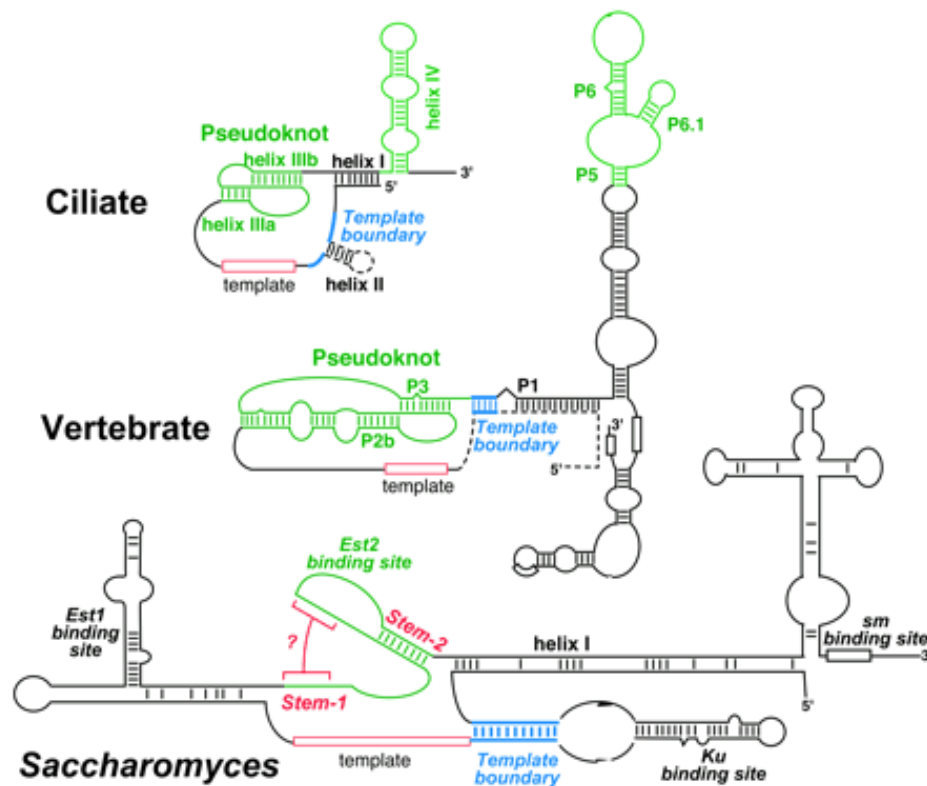 helix IV
Pseudoknot
helix IIIb
helix I
5'
3'
Ciliate
helix IIIa
Template
boundary
template
helix II
P6
P6.1
P5
Pseudoknot
P3
P1
Vertebrate
P2b
Template
boundary
3'
5'
template
Est2
binding site
Est1
binding
site
?
Stem-2
helix I
sm
binding site
3'
Stem-1
5'
template
Template
boundary
Ku
binding site
Saccharomyces